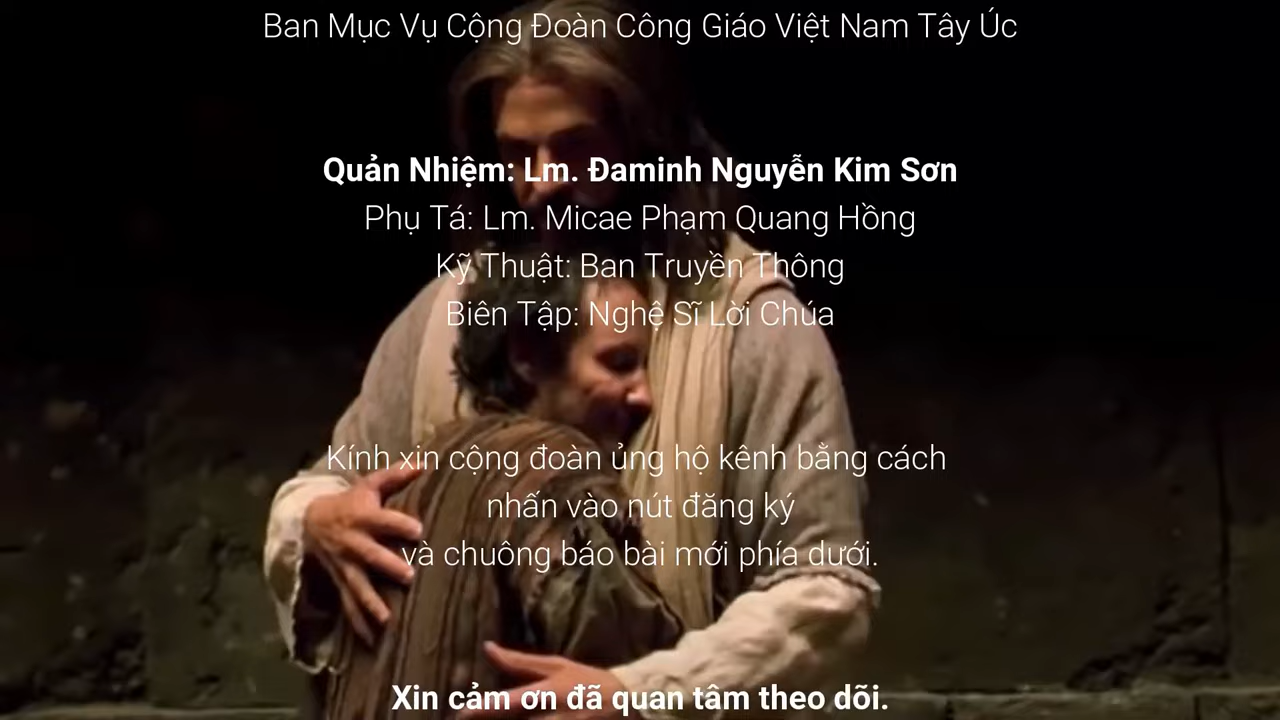 Ban Mục Vụ Cộng Đoàn Công Giáo Việt Nam Tây Úc
Quản Nhiệm: Lm. Đaminh Nguyễn Kim Sơn
Phụ Tá: Lm. Micae Phạm Quang Hồng
Kỹ Thuật: Ban Truyền Thông
Biên Tập: Nghệ Sĩ Lời Chúa
Kính xin cộng đoàn ủng hộ kênh bằng cách
nhấn vào nút đăng ký
và chuông báo bài mới phía dưới.
Xin cảm ơn đã quan tâm theo dõi.